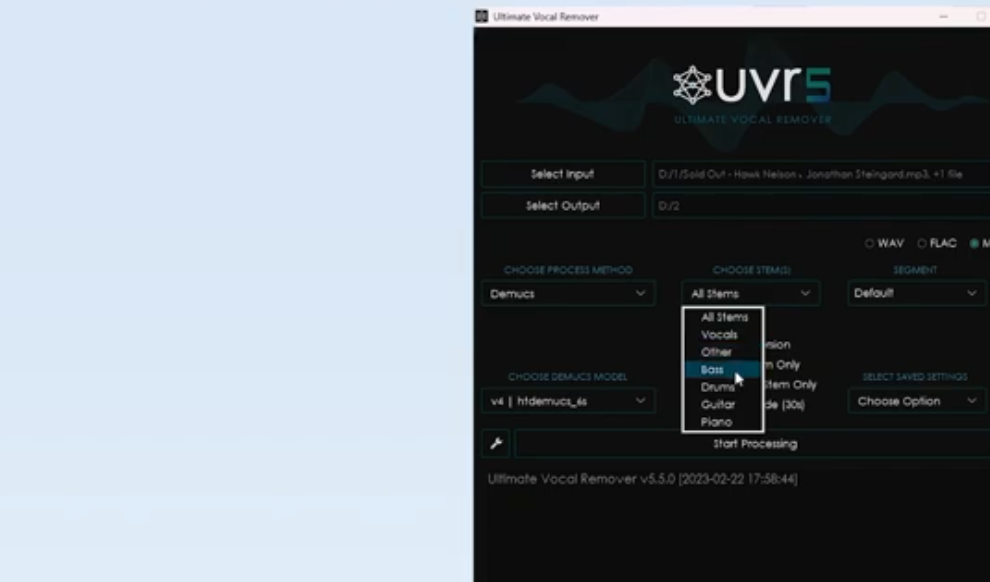 Ultimate Vocal Remover
uvr5
ULTIMATE VOCAL REMOVER
Select Input D:/1/Sold Out - Hawk Nelson , Jonathan Steingard.mp3, +1 file
Select Output D:/2
WAV FLAC M
CHOOSE PROCESS METHOD CHOOSE STEM(S) SEGMENT
Demucs All Stems Default
All Stems
Vocals
Other
Bass
Drums
Guitar
Piano
Only
Stem Only
(30s)
CHOOSE DEMUCS MODEL SELECT SAVED SETTINGS
v4 | htdemucs_6s Choose Option
Start Processing
Ultimate Vocal Remover v5.5.0 [2023-02-22 17:58:44]